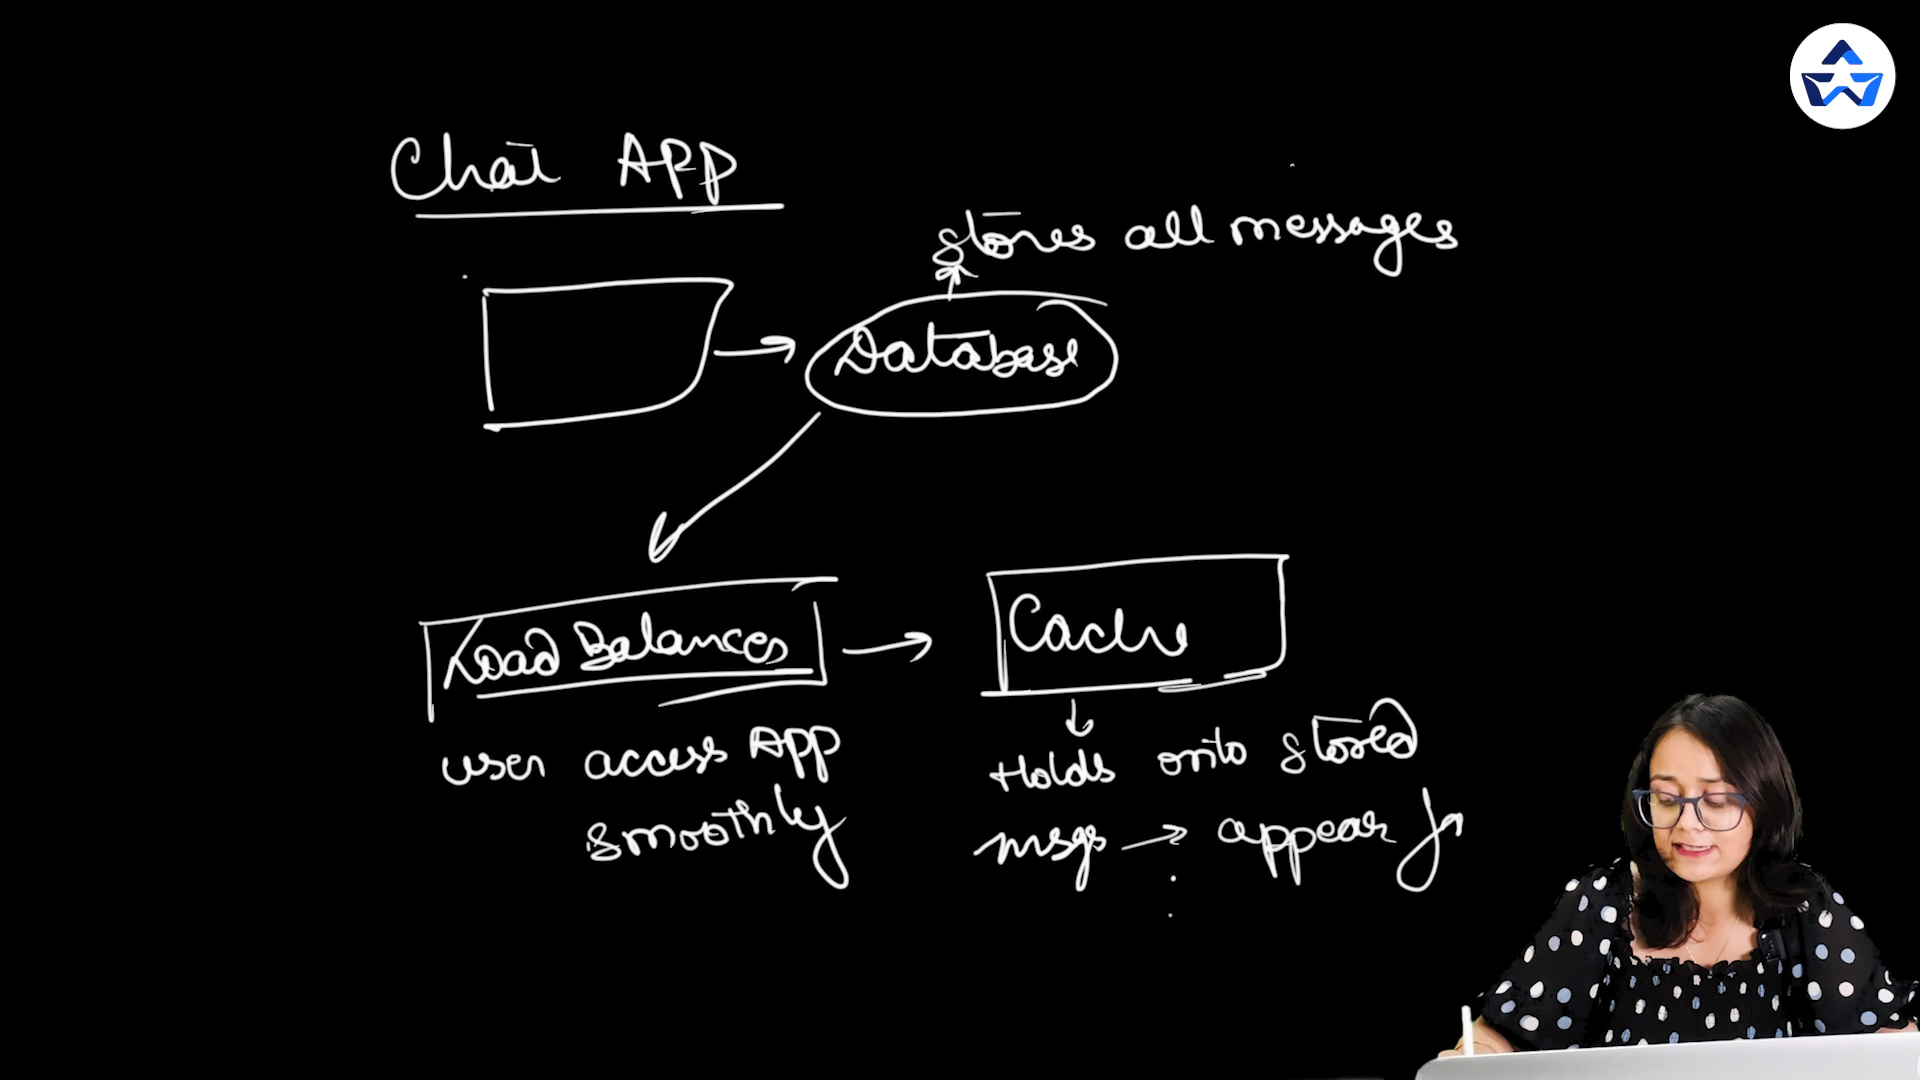 Chat App
stores all messages
Database
Load Balancer
Cache
user access App
smoothly
Holds onto stored
msgs → appear